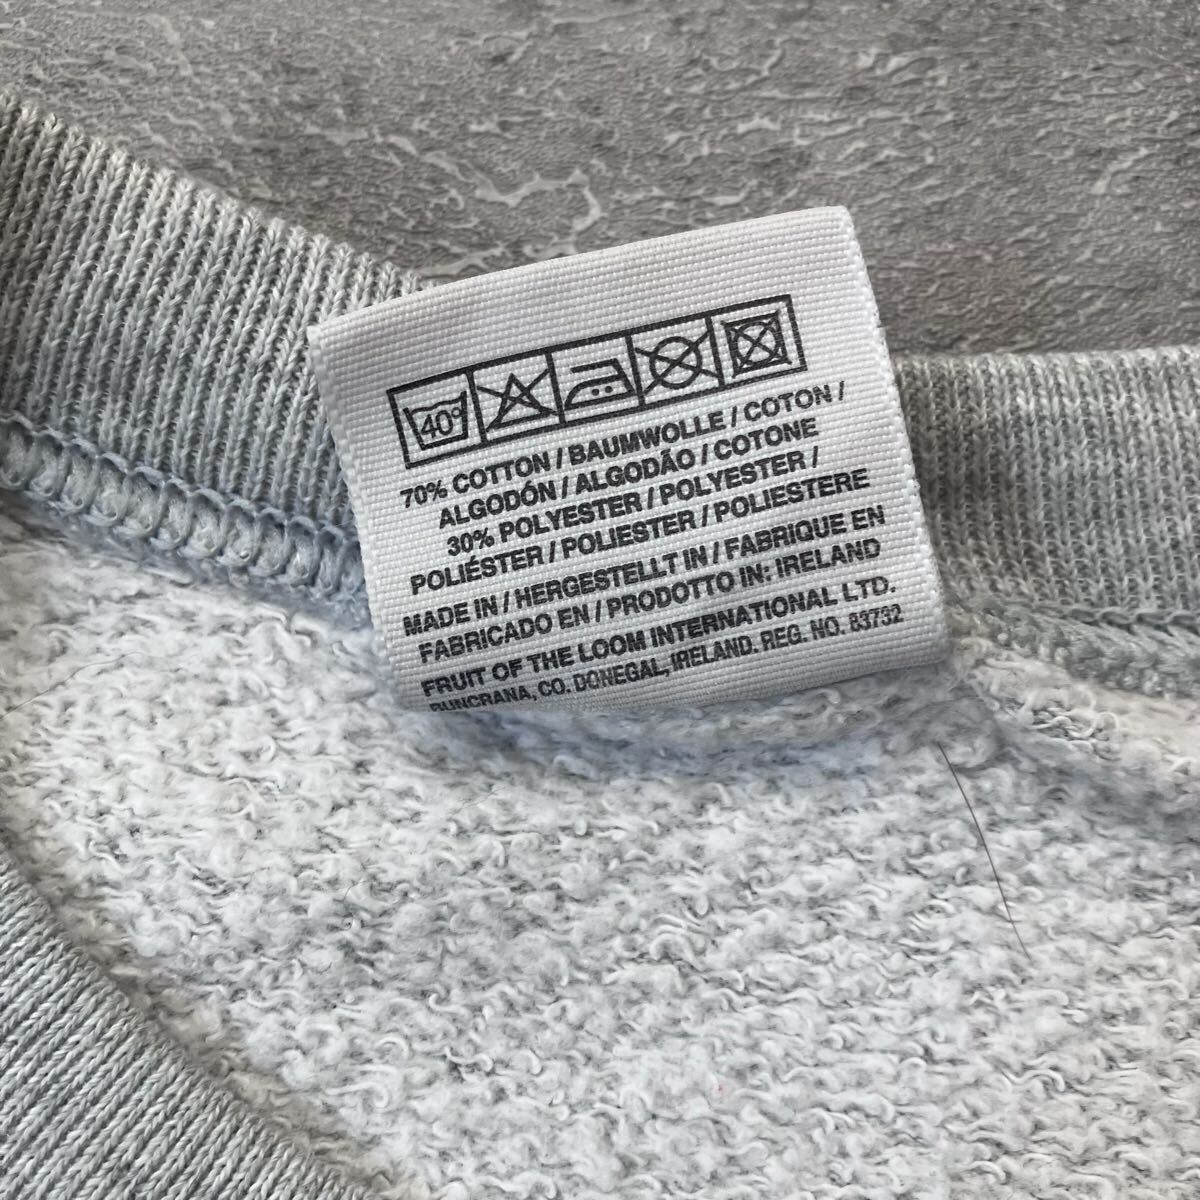 40°
70% COTTON / BAUMWOLLE / COTON /
ALGODÓN / ALGODÃO / COTONE
30% POLYESTER / POLYESTER /
POLIÉSTER / POLIESTER / POLIESTERE
MADE IN / HERGESTELLT IN / FABRIQUE EN
FABRICADO EN / PRODOTTO IN: IRELAND
FRUIT OF THE LOOM INTERNATIONAL LTD.
BUNCRANA, CO. DONEGAL, IRELAND. REG. NO. 83732